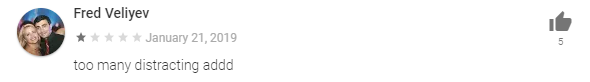 Fred Veliyev
January 21, 2019
5
too many distracting addd